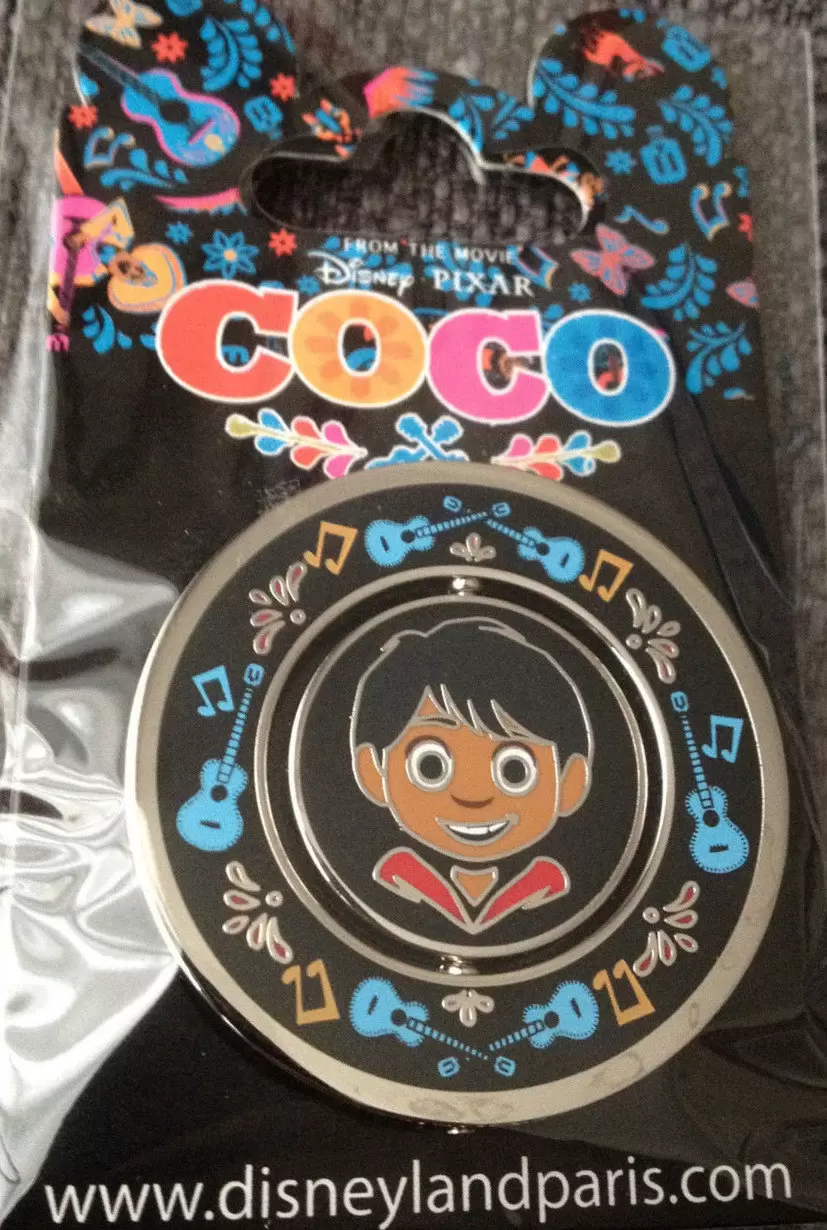 FROM THE MOVIE
Disney PIXAR
COCO
www.disneylandparis.com